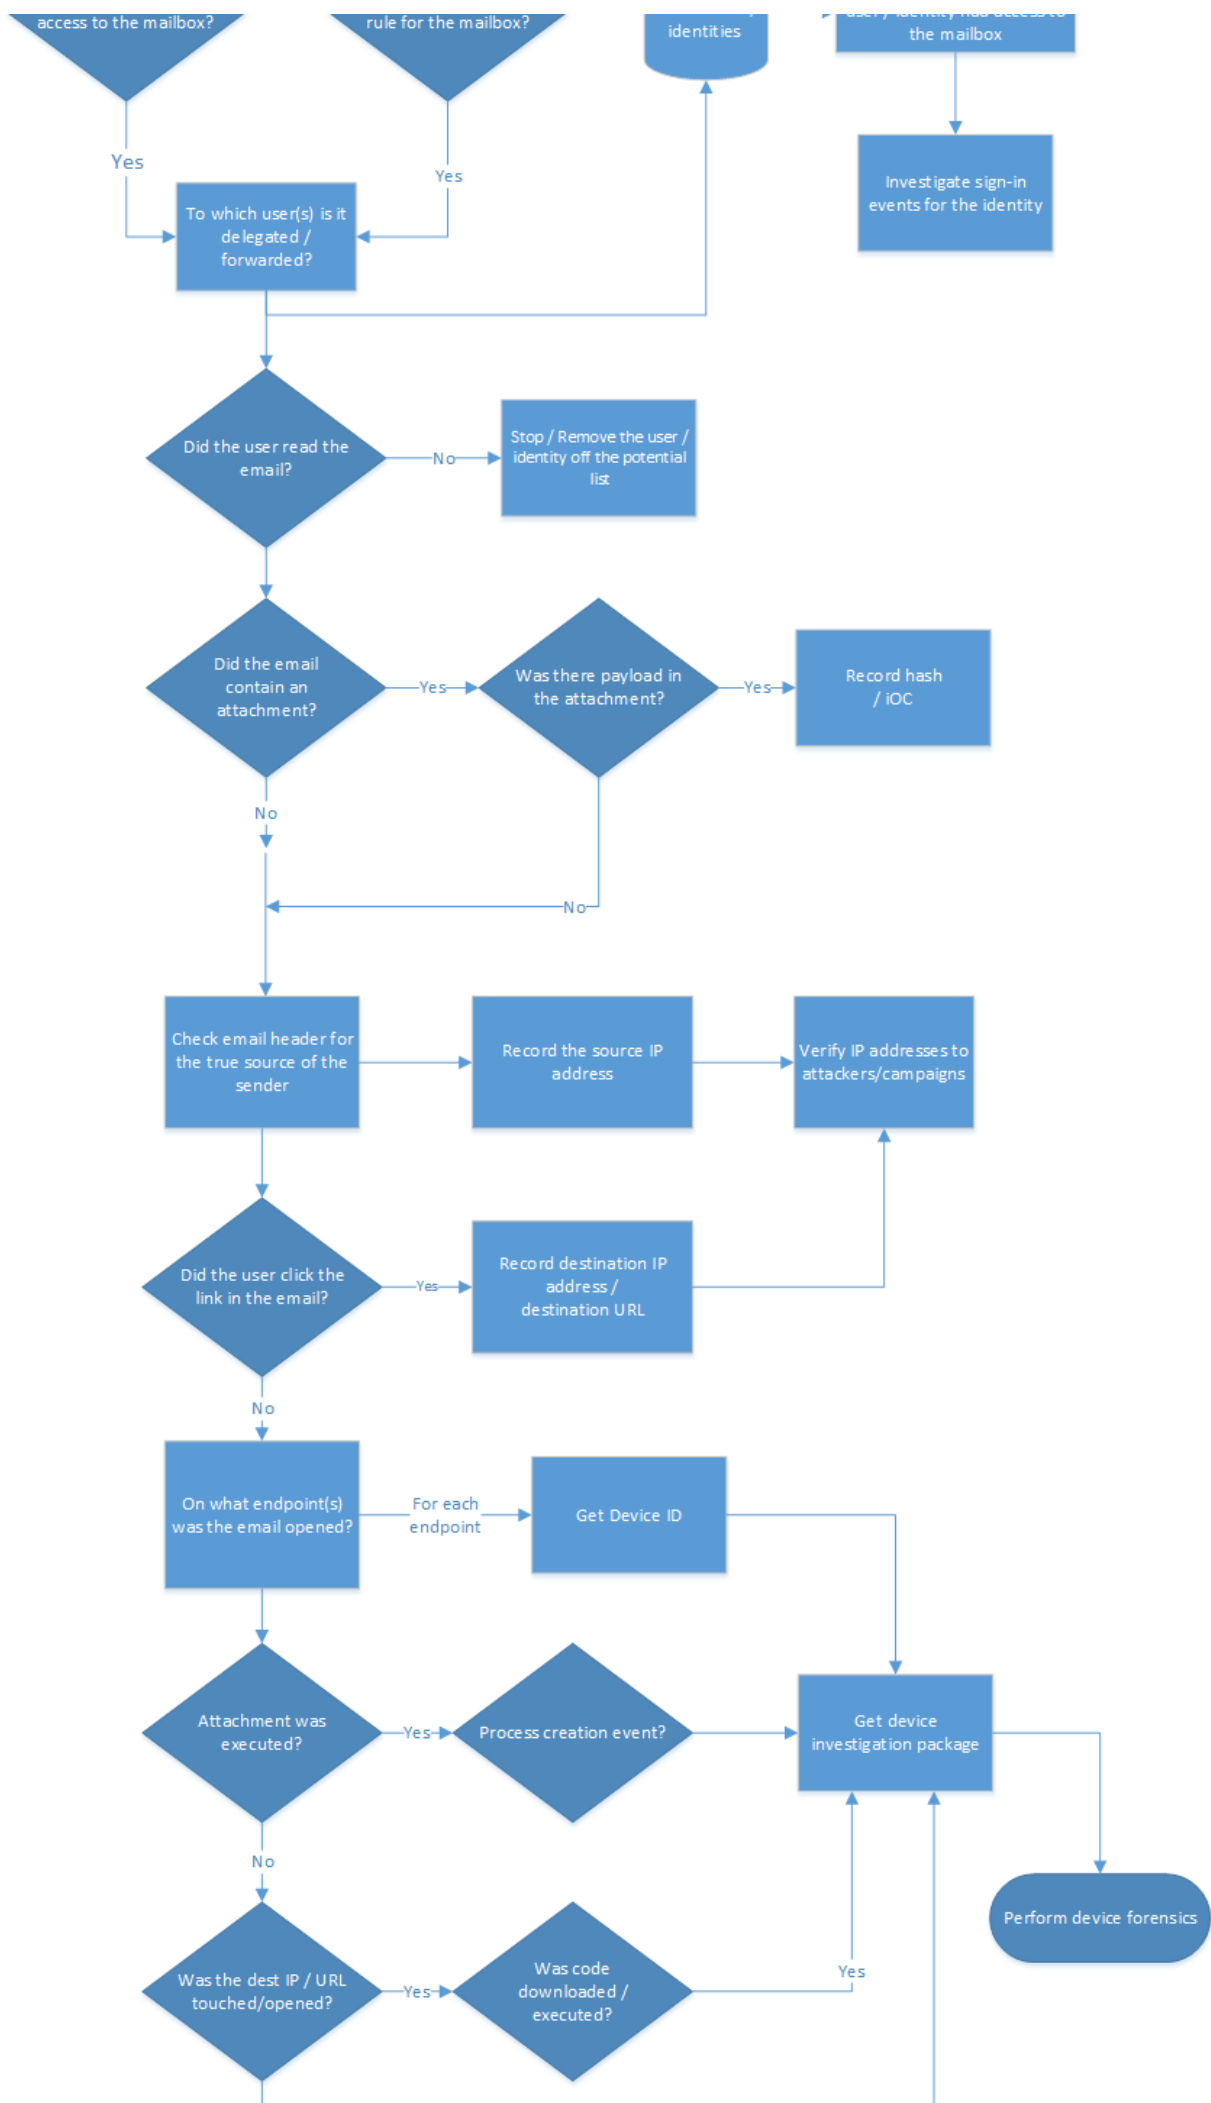 access to the mailbox?
rule for the mailbox?
identities
user / identity has access to
the mailbox
Yes
Yes
Investigate sign-in
events for the identity
To which user(s) is it
delegated /
forwarded?
Did the user read the
email?
No
Stop / Remove the user /
identity off the potential
list
Did the email
contain an
attachment?
Yes
Was there payload in
the attachment?
Yes
Record hash
/ iOC
No
No
Check email header for
the true source of the
sender
Record the source IP
address
Verify IP addresses to
attackers/campaigns
Did the user click the
link in the email?
Yes
Record destination IP
address /
destination URL
No
On what endpoint(s)
was the email opened?
For each
endpoint
Get Device ID
Attachment was
executed?
Yes
Process creation event?
Get device
investigation package
No
Perform device forensics
Was the dest IP / URL
touched/opened?
Yes
Was code
downloaded /
executed?
Yes